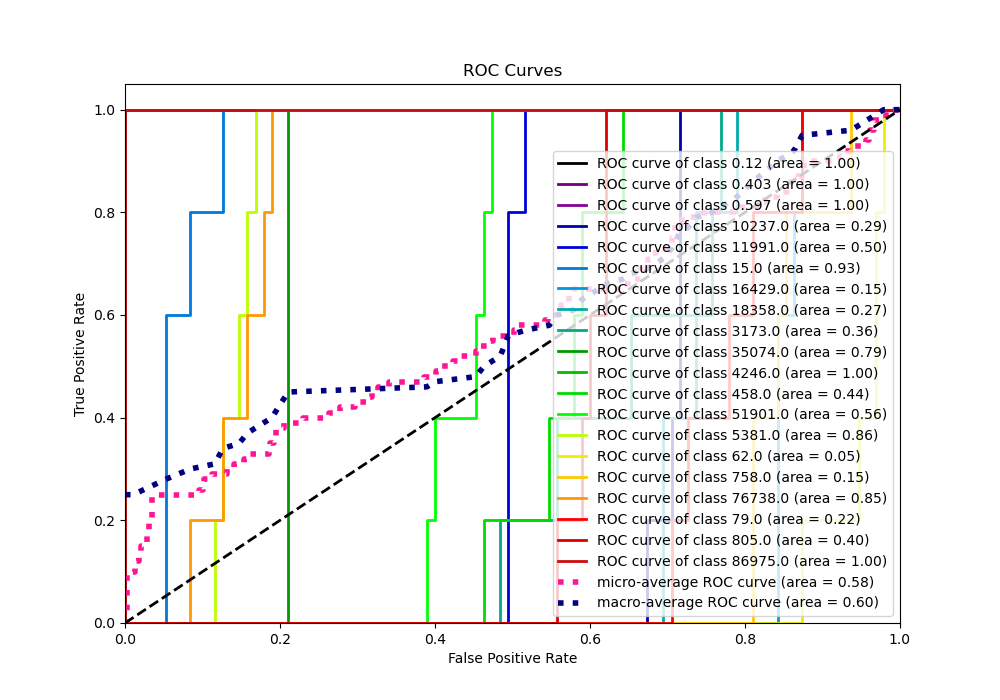 ROC Curves
True Positive Rate
1.0
0.8
0.6
0.4
0.2
0.0
ROC curve of class 0.12 (area = 1.00)
ROC curve of class 0.403 (area = 1.00)
ROC curve of class 0.597 (area = 1.00)
ROC curve of class 10237.0 (area = 0.29)
ROC curve of class 11991.0 (area = 0.50)
ROC curve of class 15.0 (area = 0.93)
ROC curve of class 16429.0 (area = 0.15)
ROC curve of class 18358.0 (area = 0.27)
ROC curve of class 3173.0 (area = 0.36)
ROC curve of class 35074.0 (area = 0.79)
ROC curve of class 4246.0 (area = 1.00)
ROC curve of class 458.0 (area = 0.44)
ROC curve of class 51901.0 (area = 0.56)
ROC curve of class 5381.0 (area = 0.86)
ROC curve of class 62.0 (area = 0.05)
ROC curve of class 758.0 (area = 0.15)
ROC curve of class 76738.0 (area = 0.85)
ROC curve of class 79.0 (area = 0.22)
ROC curve of class 805.0 (area = 0.40)
ROC curve of class 86975.0 (area = 1.00)
micro-average ROC curve (area = 0.58)
macro-average ROC curve (area = 0.60)
0.0 0.2 0.4 0.6 0.8 1.0
False Positive Rate